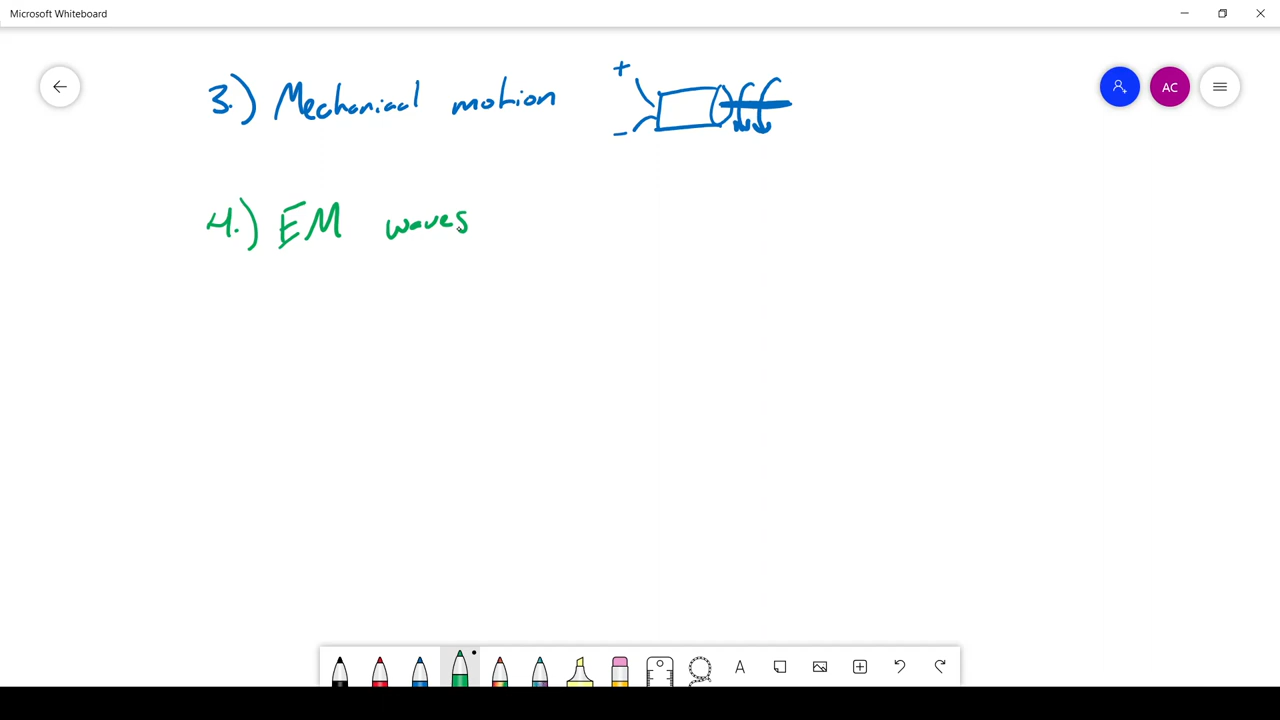 Microsoft Whiteboard
3.) Mechanical motion
+
-
AC
4.) EM waves
A